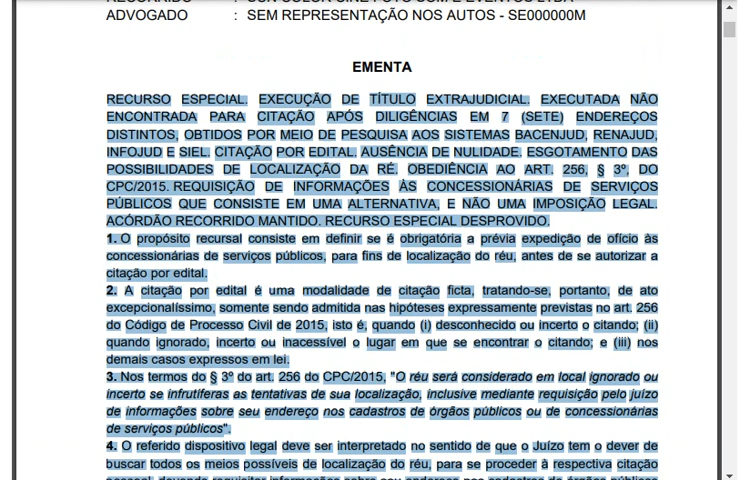 ADVOGADO : SEM REPRESENTAÇÃO NOS AUTOS - SE000000M
EMENTA
RECURSO ESPECIAL. EXECUÇÃO DE TÍTULO EXTRAJUDICIAL. EXECUTADA NÃO
ENCONTRADA PARA CITAÇÃO APÓS DILIGÊNCIAS EM 7 (SETE) ENDEREÇOS
DISTINTOS, OBTIDOS POR MEIO DE PESQUISA AOS SISTEMAS BACENJUD, RENAJUD,
INFOJUD E SIEL. CITAÇÃO POR EDITAL. AUSÊNCIA DE NULIDADE. ESGOTAMENTO DAS
POSSIBILIDADES DE LOCALIZAÇÃO DA RÉ. OBEDIÊNCIA AO ART. 256, § 3º, DO
CPC/2015. REQUISIÇÃO DE INFORMAÇÕES ÀS CONCESSIONÁRIAS DE SERVIÇOS
PÚBLICOS QUE CONSISTE EM UMA ALTERNATIVA, E NÃO UMA IMPOSIÇÃO LEGAL.
ACÓRDÃO RECORRIDO MANTIDO. RECURSO ESPECIAL DESPROVIDO.
1. O propósito recursal consiste em definir se é obrigatória a prévia expedição de ofício às
concessionárias de serviços públicos, para fins de localização do réu, antes de se autorizar a
citação por edital.
2. A citação por edital é uma modalidade de citação ficta, tratando-se, portanto, de ato
excepcionalíssimo, somente sendo admitida nas hipóteses expressamente previstas no art. 256
do Código de Processo Civil de 2015, isto é, quando (i) desconhecido ou incerto o citando; (ii)
quando ignorado, incerto ou inacessível o lugar em que se encontrar o citando; e (iii) nos
demais casos expressos em lei.
3. Nos termos do § 3º do art. 256 do CPC/2015, "O réu será considerado em local ignorado ou
incerto se infrutíferas as tentativas de sua localização, inclusive mediante requisição pelo juízo
de informações sobre seu endereço nos cadastros de órgãos públicos ou de concessionárias
de serviços públicos".
4. O referido dispositivo legal deve ser interpretado no sentido de que o Juízo tem o dever de
buscar todos os meios possíveis de localização do réu, para se proceder à respectiva citação